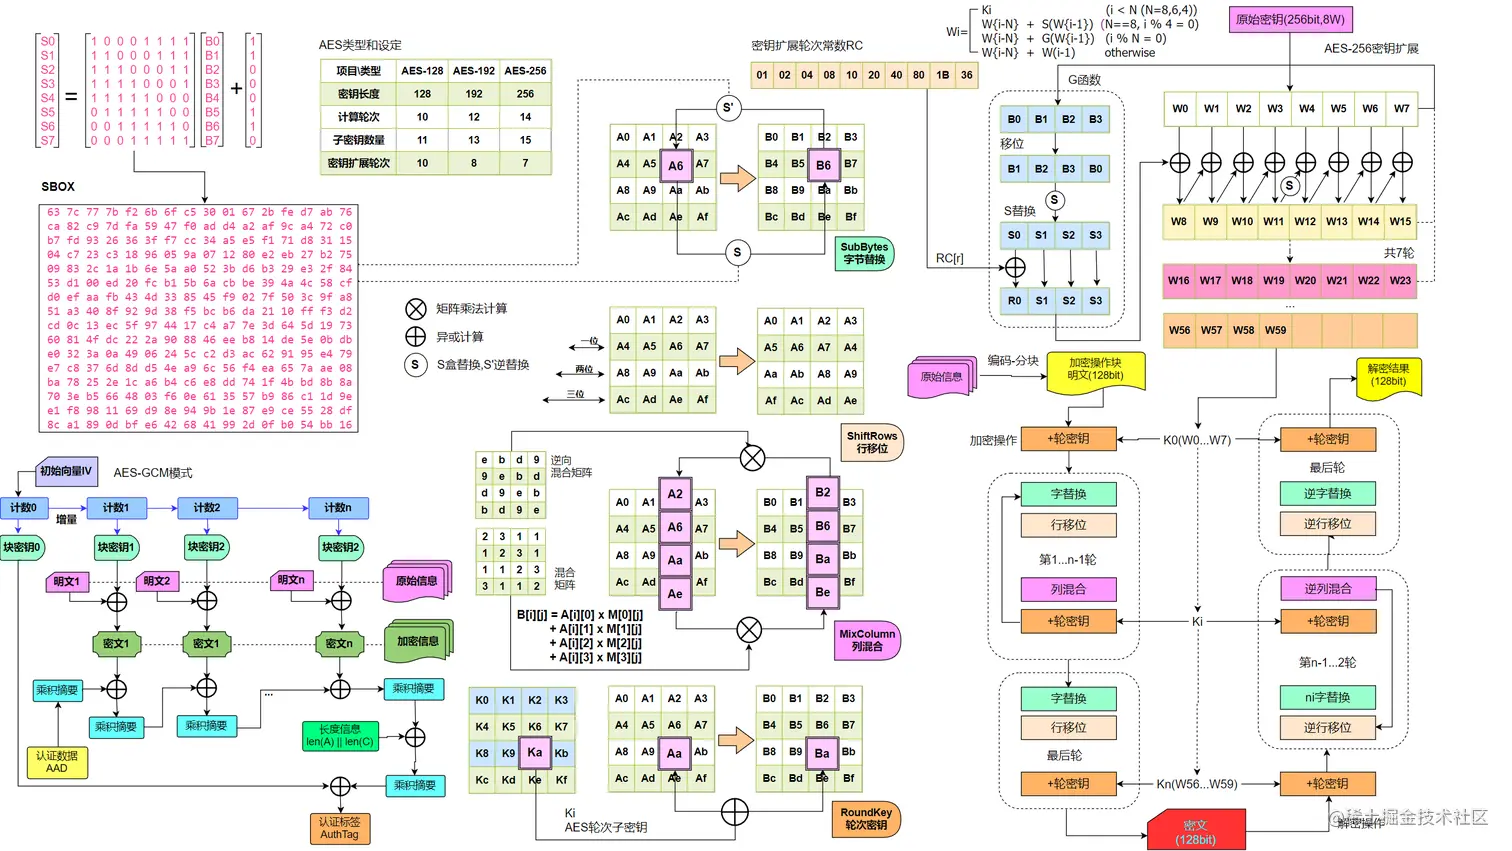 S0 1 0 0 0 1 1 1 1 B0 1
S1 1 1 0 0 0 1 1 1 B1 1
S2 1 1 1 0 0 0 1 1 B2 0
S3 1 1 1 1 0 0 0 1 B3 0
S4 = 1 1 1 1 1 0 0 0 B4 + 0
S5 0 1 1 1 1 1 0 0 B5 1
S6 0 0 1 1 1 1 1 0 B6 1
S7 0 0 0 1 1 1 1 1 B7 0
SBOX
63 7c 77 7b f2 6b 6f c5 30 01 67 2b fe d7 ab 76
ca 82 c9 7d fa 59 47 f0 ad d4 a2 af 9c a4 72 c0
b7 fd 93 26 36 3f f7 cc 34 a5 e5 f1 71 d8 31 15
04 c7 23 c3 18 96 05 9a 07 12 80 e2 eb 27 b2 75
09 83 2c 1a 1b 6e 5a a0 52 3b d6 b3 29 e3 2f 84
53 d1 00 ed 20 fc b1 5b 6a cb be 39 4a 4c 58 cf
d0 ef aa fb 43 4d 33 85 45 f9 02 7f 50 3c 9f a8
51 a3 40 8f 92 9d 38 f5 bc b6 da 21 10 ff f3 d2
cd 0c 13 ec 5f 97 44 17 c4 a7 7e 3d 64 5d 19 73
60 81 4f dc 22 2a 90 88 46 ee b8 14 de 5e 0b db
e0 32 3a 0a 49 06 24 5c c2 d3 ac 62 91 95 e4 79
e7 c8 37 6d 8d d5 4e a9 6c 56 f4 ea 65 7a ae 08
ba 78 25 2e 1c a6 b4 c6 e8 dd 74 1f 4b bd 8b 8a
70 3e b5 66 48 03 f6 0e 61 35 57 b9 86 c1 1d 9e
e1 f8 98 11 69 d9 8e 94 9b 1e 87 e9 ce 55 28 df
8c a1 89 0d bf e6 42 68 41 99 2d 0f b0 54 bb 16
AES类型和设定
项目\类型 AES-128 AES-192 AES-256
密钥长度 128 192 256
计算轮次 10 12 14
子密钥数量 11 13 15
密钥扩展轮次 10 8 7
密钥扩展轮次常数RC
01 02 04 08 10 20 40 80 1B 36
Wi=
Ki (i < N (N=8,6,4))
W{i-N} + S(W{i-1}) (N==8, i % 4 = 0)
W{i-N} + G(W{i-1}) (i % N = 0)
W{i-N} + W(i-1) otherwise
原始密钥(256bit,8W)
AES-256密钥扩展
S'
A0 A1 A2 A3
A4 A5 A6 A7
A8 A9 Aa Ab
Ac Ad Ae Af
B0 B1 B2 B3
B4 B5 B6 B7
B8 B9 Ba Bb
Bc Bd Be Bf
S
SubBytes
字节替换
G函数
B0 B1 B2 B3
移位
B1 B2 B3 B0
S
S替换
S0 S1 S2 S3
RC[r]
R0 S1 S2 S3
W0 W1 W2 W3 W4 W5 W6 W7
S
W8 W9 W10 W11 W12 W13 W14 W15
共7轮
W16 W17 W18 W19 W20 W21 W22 W23
...
W56 W57 W58 W59
矩阵乘法计算
异或计算
S S盒替换,S'逆替换
一位
两位
三位
A0 A1 A2 A3
A4 A5 A6 A7
A8 A9 Aa Ab
Ac Ad Ae Af
A0 A1 A2 A3
A5 A6 A7 A4
Aa Ab A8 A9
Af Ac Ad Ae
ShiftRows
行移位
e b d 9
9 e b d
d 9 e b
b d 9 e
逆向
混合矩阵
2 3 1 1
1 2 3 1
1 1 2 3
3 1 1 2
混合
矩阵
A0 A1 A2 A3
A4 A5 A6 A7
A8 A9 Aa Ab
Ac Ad Ae Af
B0 B1 B2 B3
B4 B5 B6 B7
B8 B9 Ba Bb
Bc Bd Be Bf
B[i][j] = A[i][0] x M[0][j]
+ A[i][1] x M[1][j]
+ A[i][2] x M[2][j]
+ A[i][3] x M[3][j]
MixColumn
列混合
K0 K1 K2 K3
K4 K5 K6 K7
K8 K9 Ka Kb
Kc Kd Ke Kf
A0 A1 A2 A3
A4 A5 A6 A7
A8 A9 Aa Ab
Ac Ad Ae Af
B0 B1 B2 B3
B4 B5 B6 B7
B8 B9 Ba Bb
Bc Bd Be Bf
Ki
AES轮次子密钥
RoundKey
轮次密钥
初始向量IV
AES-GCM模式
计数0 计数1 计数2 计数n
增量
块密钥0 块密钥1 块密钥2 块密钥2
明文1 明文2 明文n 原始信息
密文1 密文1 密文n 加密信息
乘积摘要 ... 乘积摘要
乘积摘要 乘积摘要
长度信息
len(A) || len(C)
认证数据
AAD
乘积摘要
认证标签
AuthTag
原始信息
编码-分块
加密操作块
明文(128bit)
解密结果
(128bit)
加密操作
+轮密钥
K0(W0...W7)
+轮密钥
最后轮
字替换
行移位
第1...n-1轮
列混合
+轮密钥
逆字替换
逆行移位
逆列混合
Ki
+轮密钥
第n-1...2轮
字替换
行移位
最后轮
+轮密钥
ni字替换
逆行移位
Kn(W56...W59)
+轮密钥
密文
(128bit)
解密操作
@稀土掘金技术社区